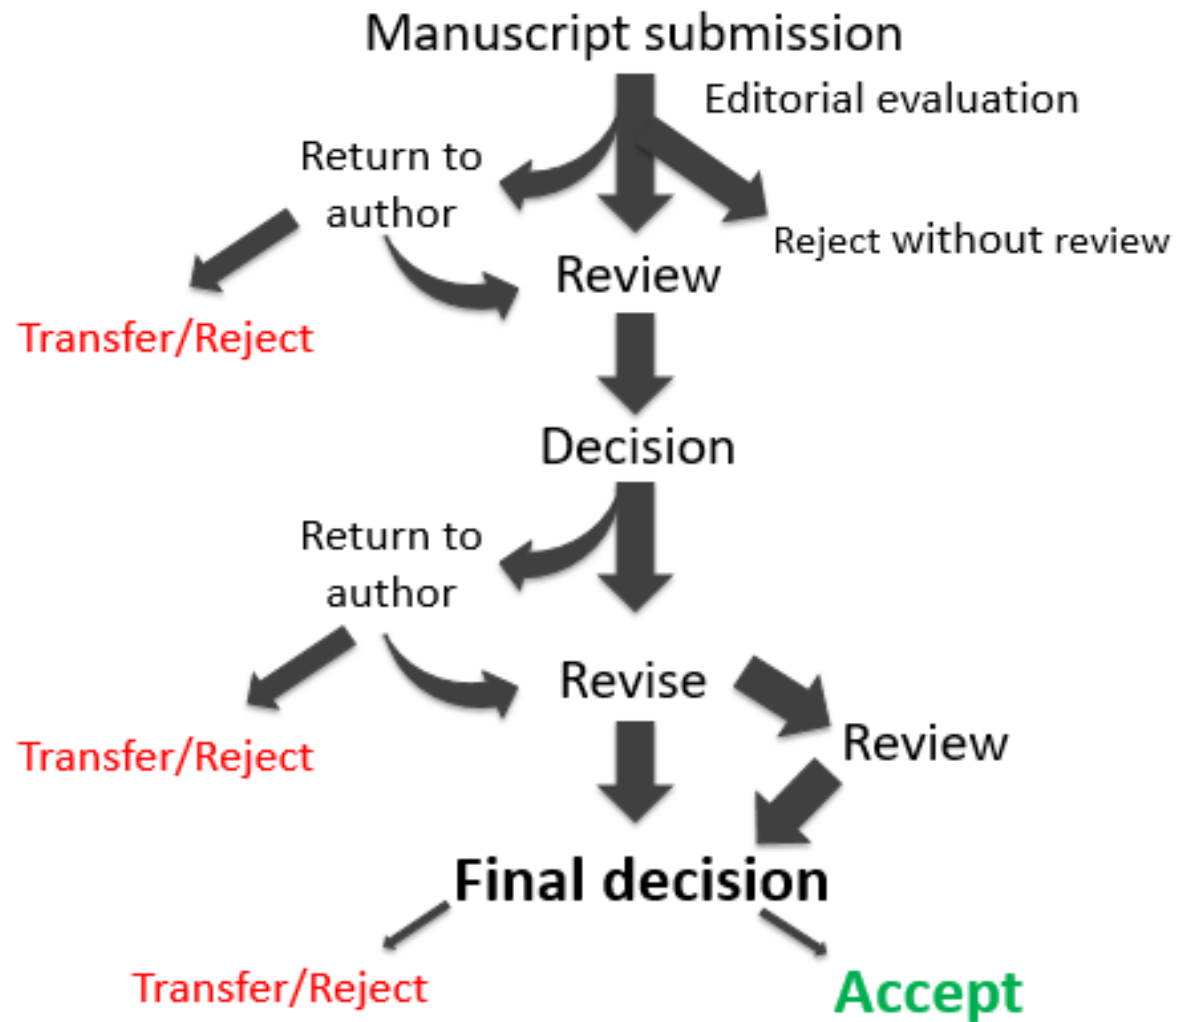 Manuscript submission
Editorial evaluation
Return to
author
Reject without review
Review
Transfer/Reject
Decision
Return to
author
Revise
Review
Transfer/Reject
Final decision
Transfer/Reject
Accept